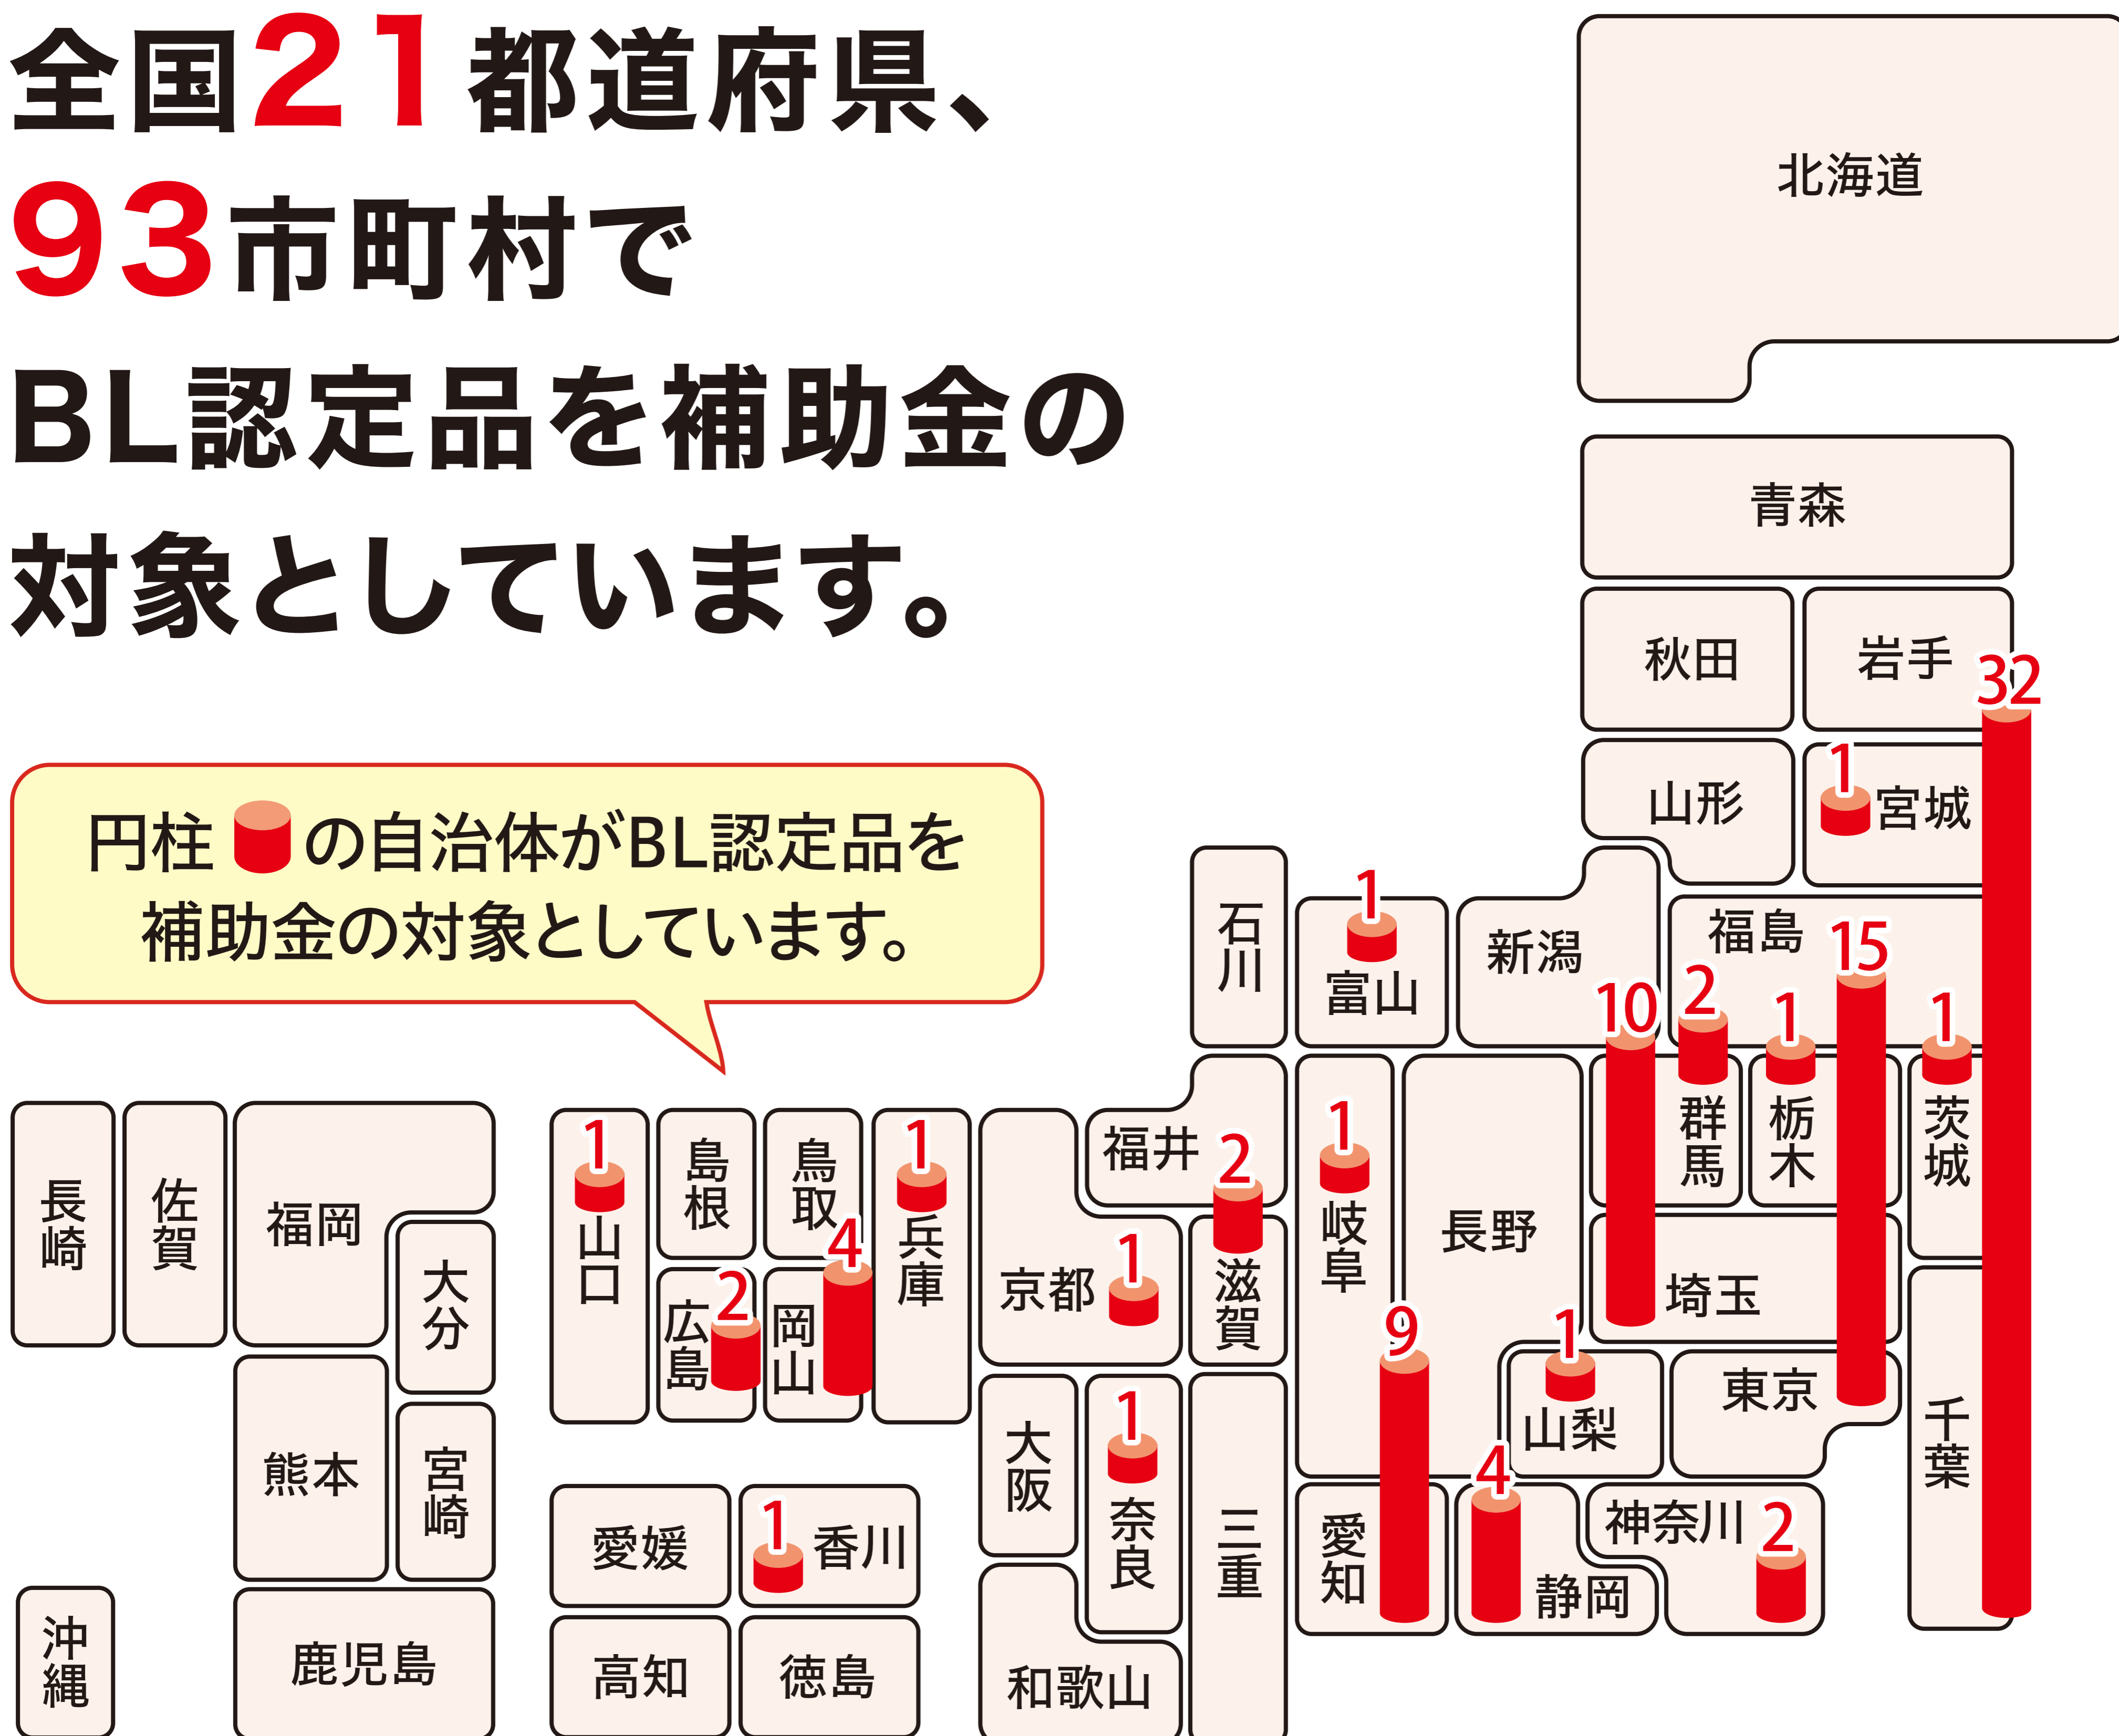 全国21都道府県、
93市町村で
BL認定品を補助金の
対象としています。
円柱 の自治体がBL認定品を
補助金の対象としています。
北海道
青森
秋田
岩手
32
山形
1
宮城
石川
1
富山
新潟
福島
15
10
2
群馬
1
栃木
1
茨城
長崎
佐賀
福岡
大分
1
山口
島根
鳥取
1
兵庫
2
広島
4
岡山
福井
京都
1
2
滋賀
1
岐阜
長野
埼玉
東京
千葉
熊本
宮崎
大阪
1
奈良
三重
9
愛知
1
山梨
4
静岡
神奈川
2
愛媛
1
香川
沖縄
鹿児島
高知
徳島
和歌山